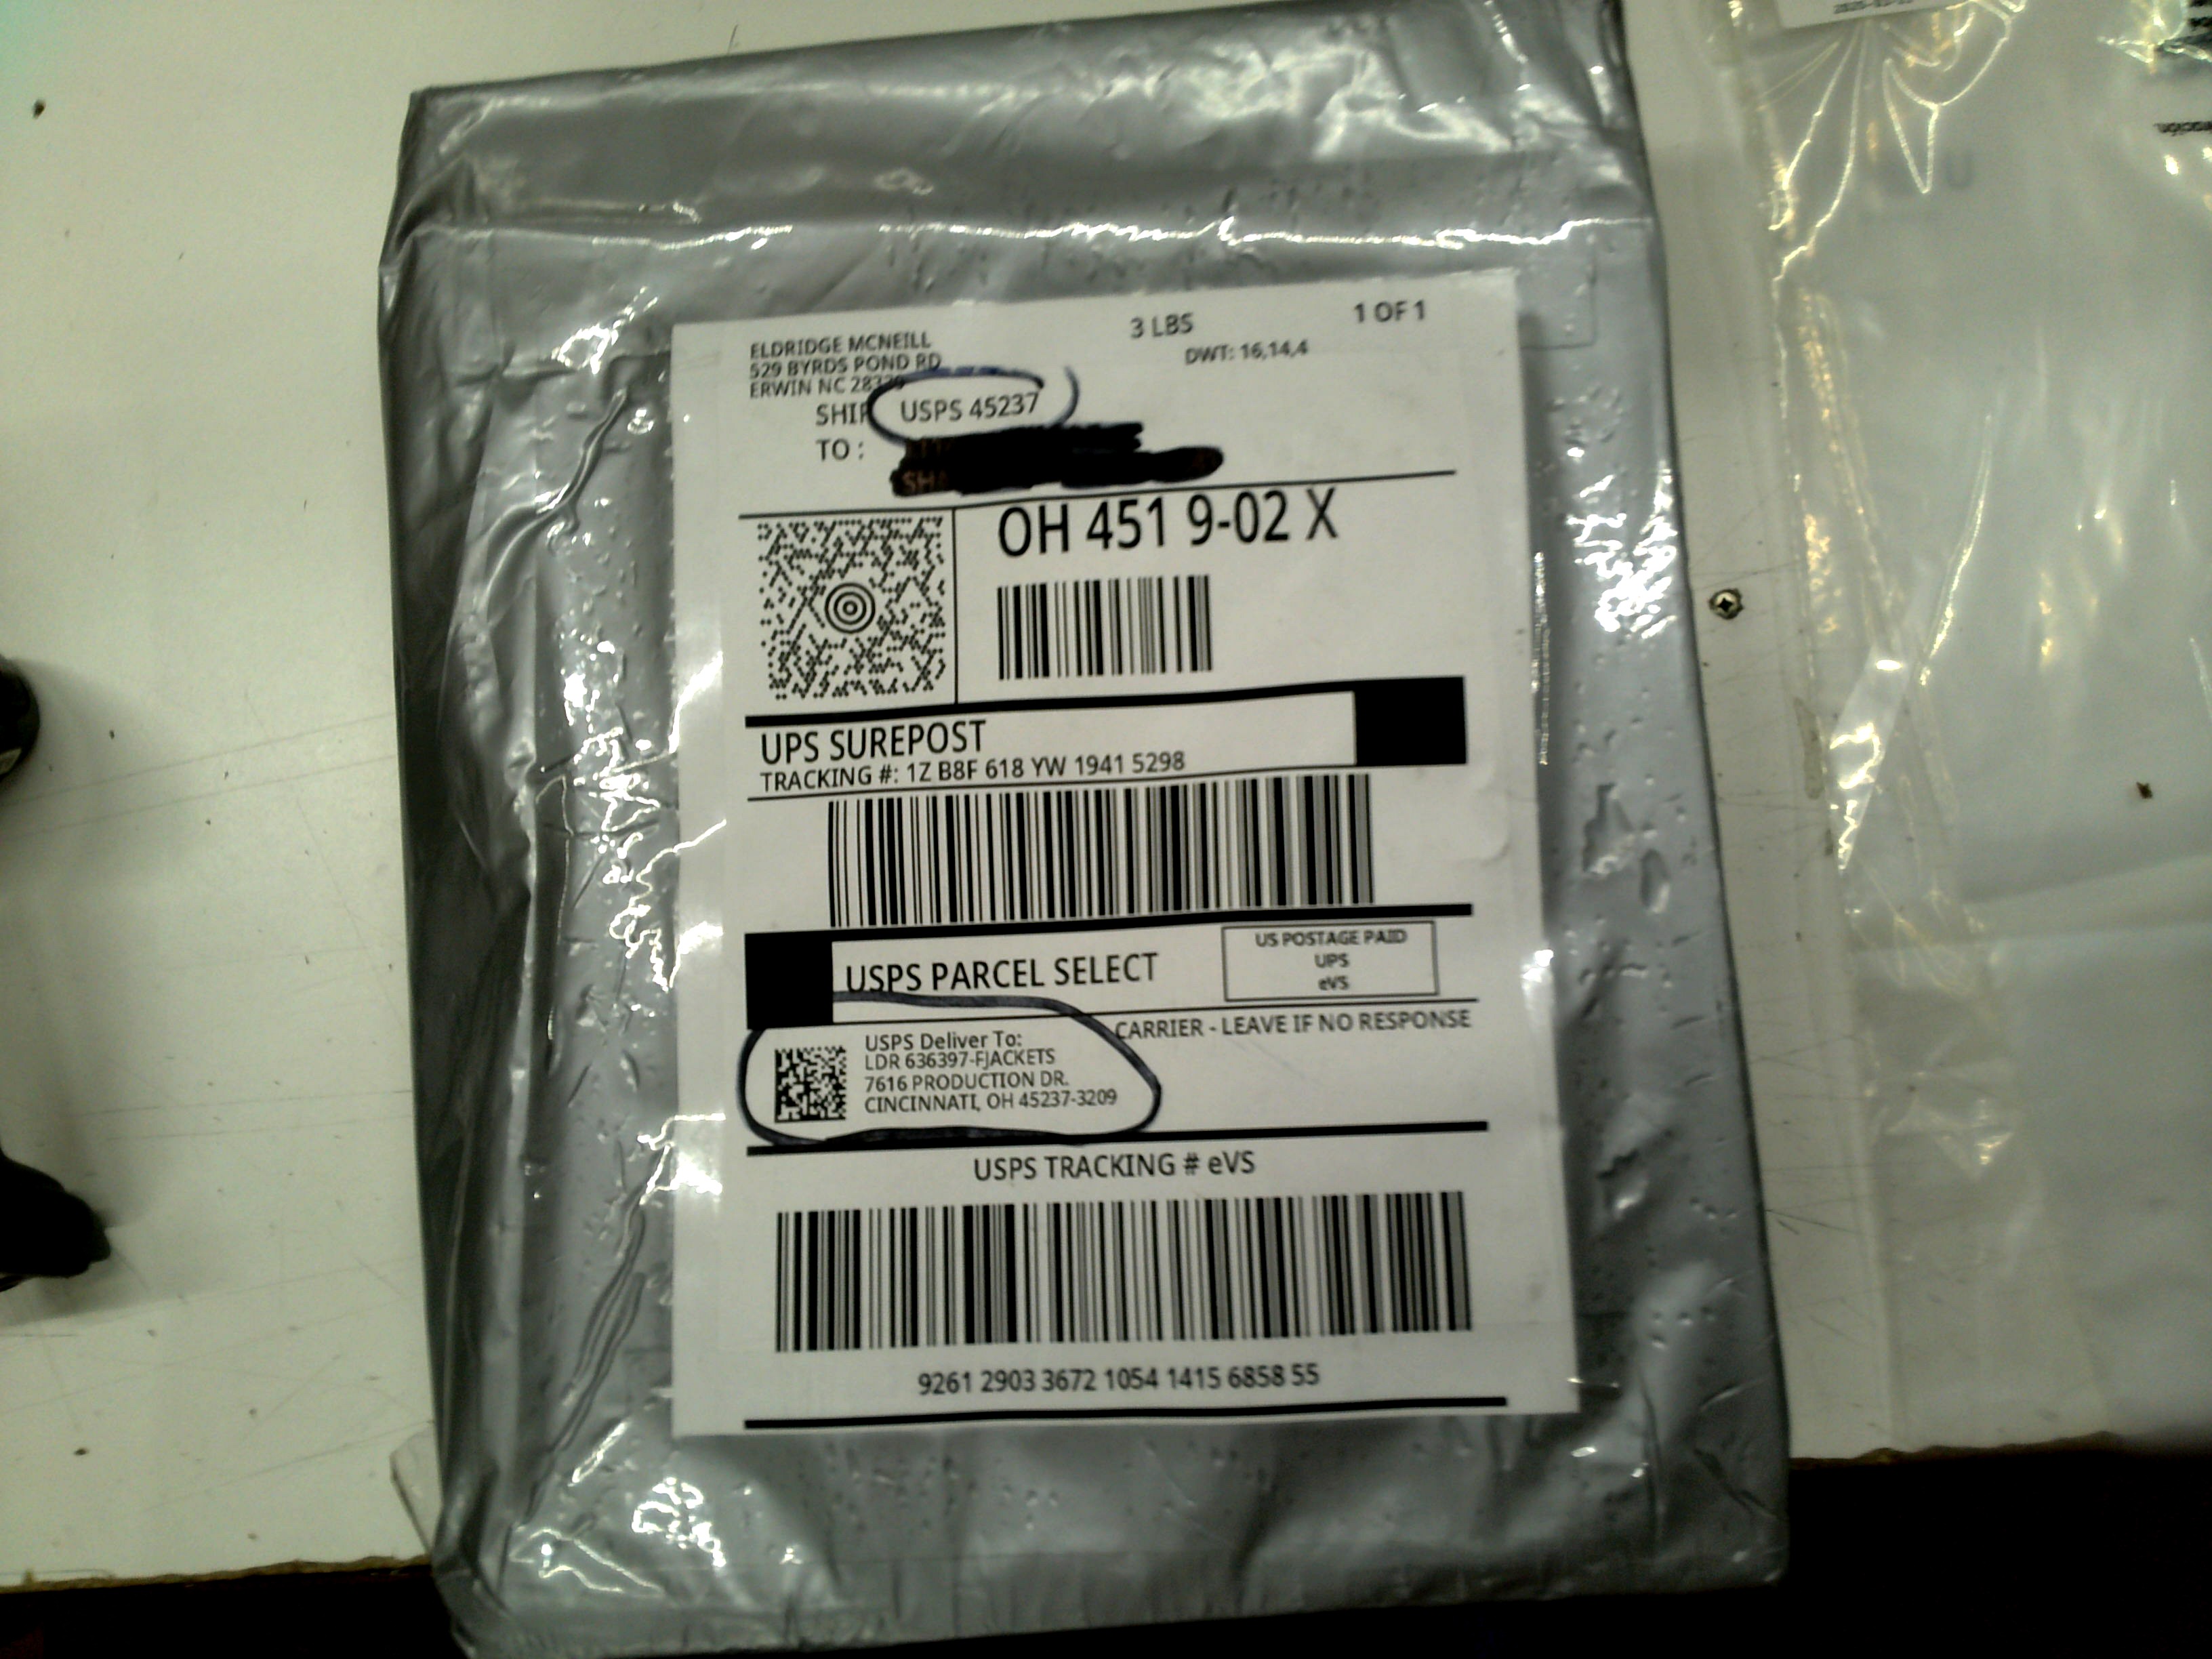 ELDRIDGE MCNEILL
529 BYRDS POND RD
ERWIN NC
3 LBS
1 OF 1
DWT: 16,14,4
SHIP
TO :
USPS 45237
OH 451 9-02 X
UPS SUREPOST
TRACKING #: 1Z B8F 618 YW 1941 5298
USPS PARCEL SELECT
US POSTAGE PAID
UPS
eVS
CARRIER - LEAVE IF NO RESPONSE
USPS Deliver To:
LDR 636397-FJACKETS
7616 PRODUCTION DR.
CINCINNATI, OH 45237-3209
USPS TRACKING # eVS
9261 2903 3672 1054 1415 6858 55